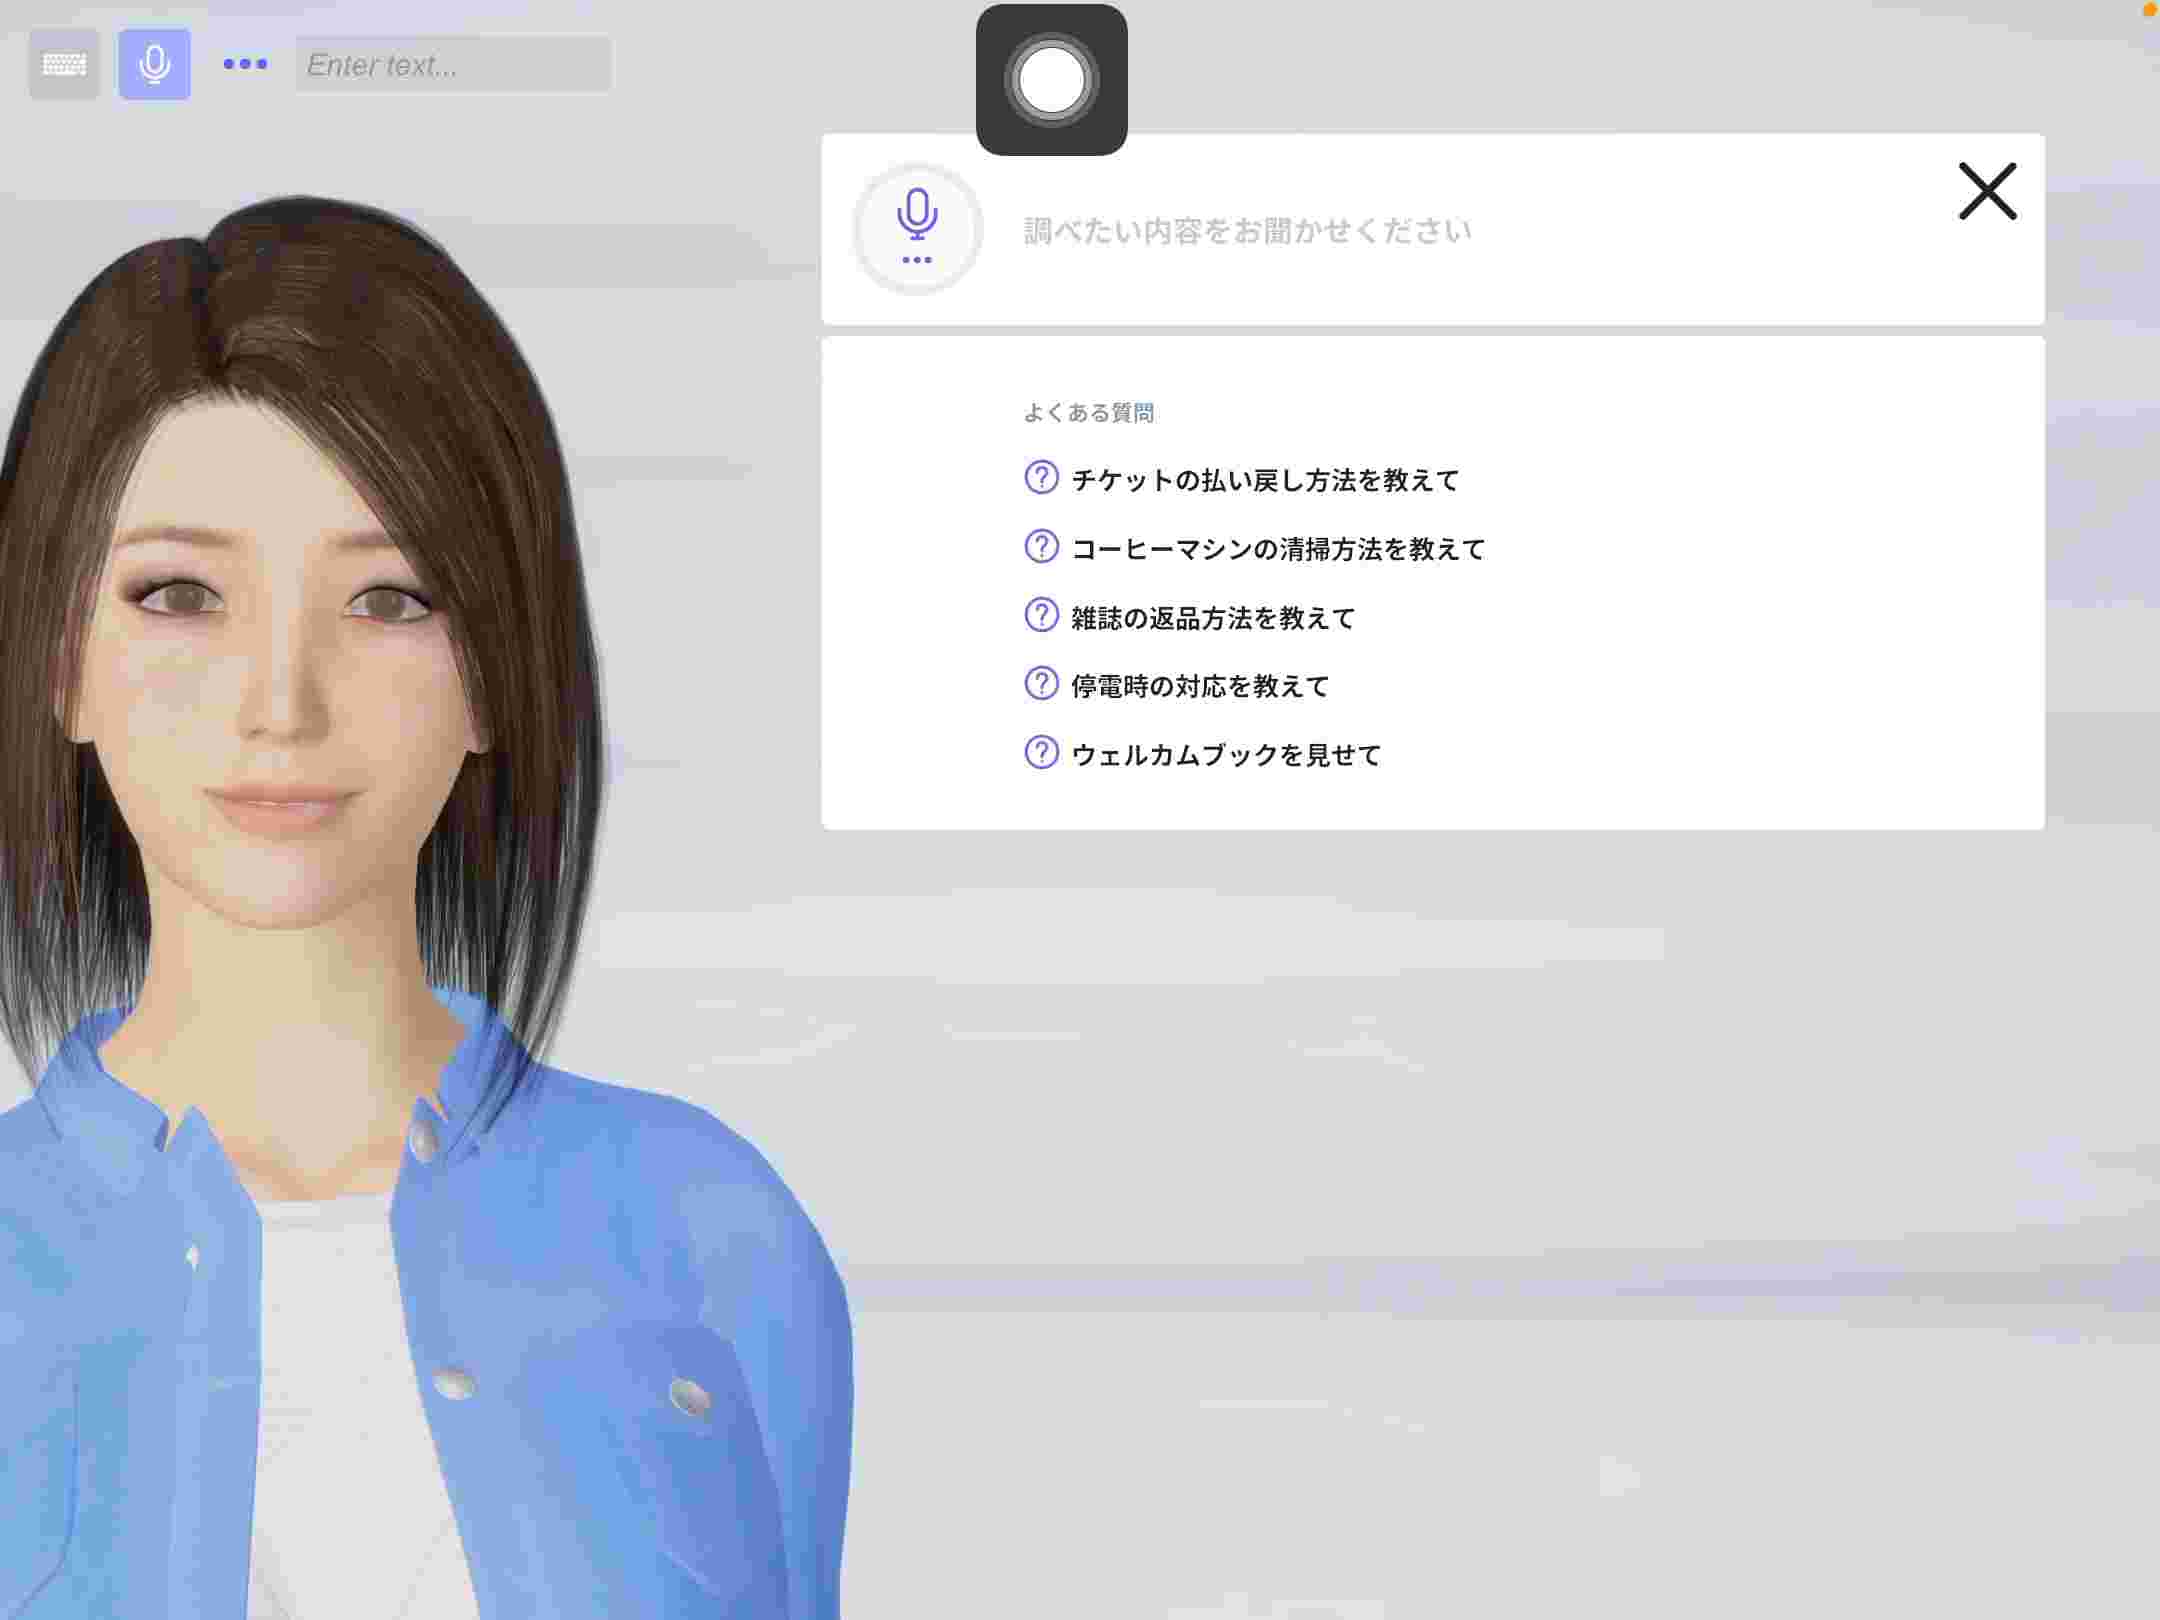 Enter text...
調べたい内容をお聞かせください
よくある質問
チケットの払い戻し方法を教えて
コーヒーマシンの清掃方法を教えて
雑誌の返品方法を教えて
停電時の対応を教えて
ウェルカムブックを見せて